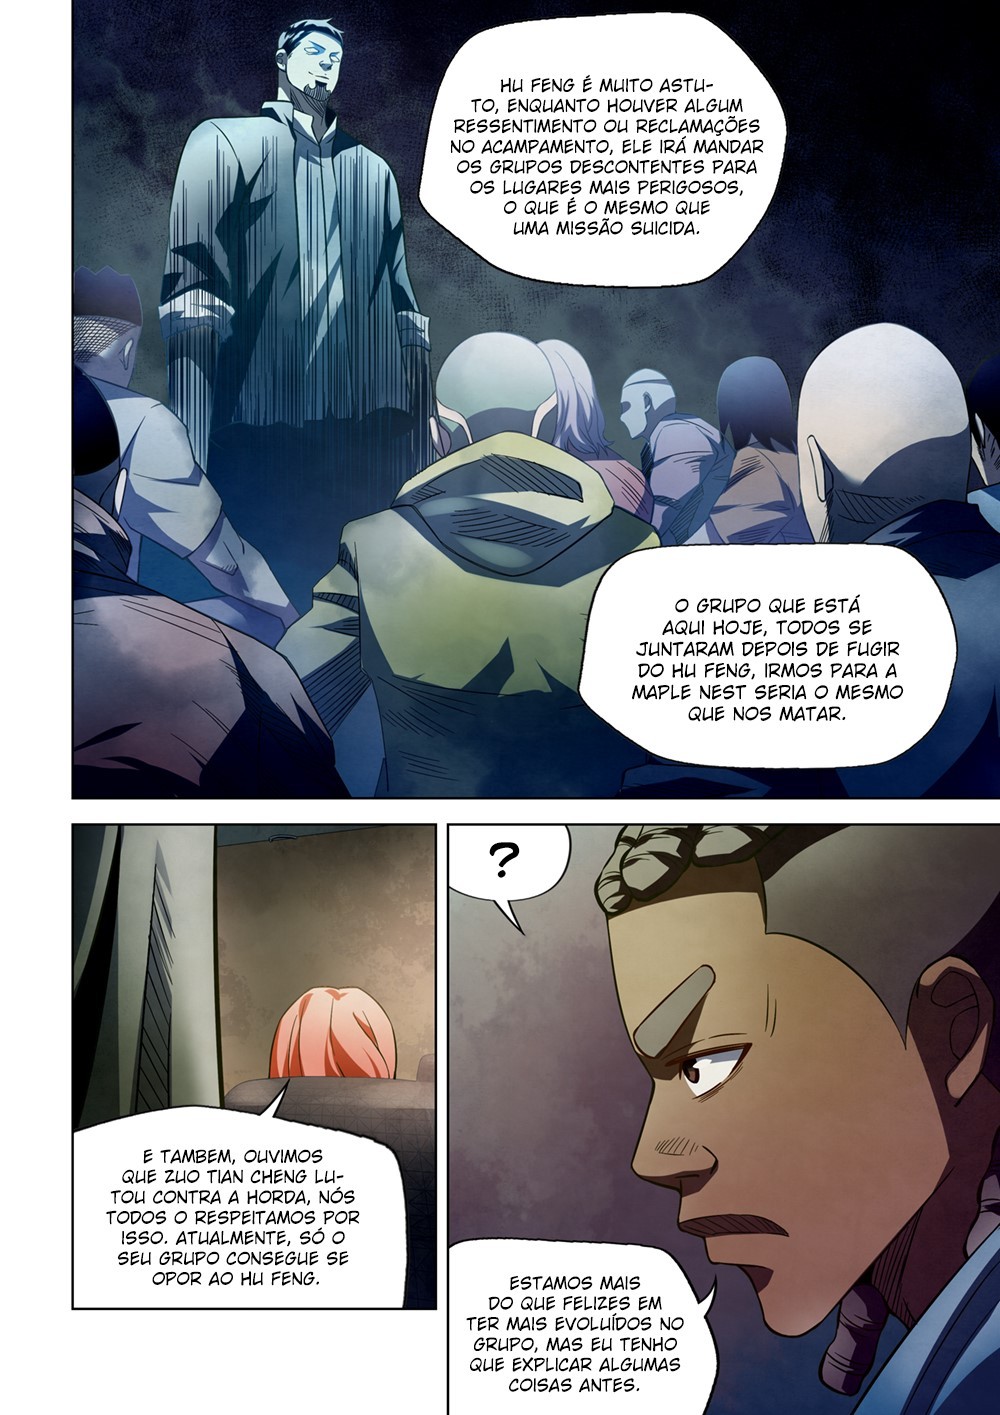 HU FENG É MUITO ASTU-
TO, ENQUANTO HOUVER ALGUM
RESSENTIMENTO OU RECLAMAÇÕES
NO ACAMPAMENTO, ELE IRÁ MANDAR
OS GRUPOS DESCONTENTES PARA
OS LUGARES MAIS PERIGOSOS,
O QUE É O MESMO QUE
UMA MISSÃO SUICIDA.
O GRUPO QUE ESTÁ
AQUI HOJE, TODOS SE
JUNTARAM DEPOIS DE FUGIR
DO HU FENG, IRMOS PARA A
MAPLE NEST SERIA O MESMO
QUE NOS MATAR.
E TAMBEM, OUVIMOS
QUE ZUO TIAN CHENG LU-
TOU CONTRA A HORDA, NÓS
TODOS O RESPEITAMOS POR
ISSO. ATUALMENTE, SÓ O
SEU GRUPO CONSEGUE SE
OPOR AO HU FENG.
?
ESTAMOS MAIS
DO QUE FELIZES EM
TER MAIS EVOLUÍDOS NO
GRUPO, MAS EU TENHO
QUE EXPLICAR ALGUMAS
COISAS ANTES.